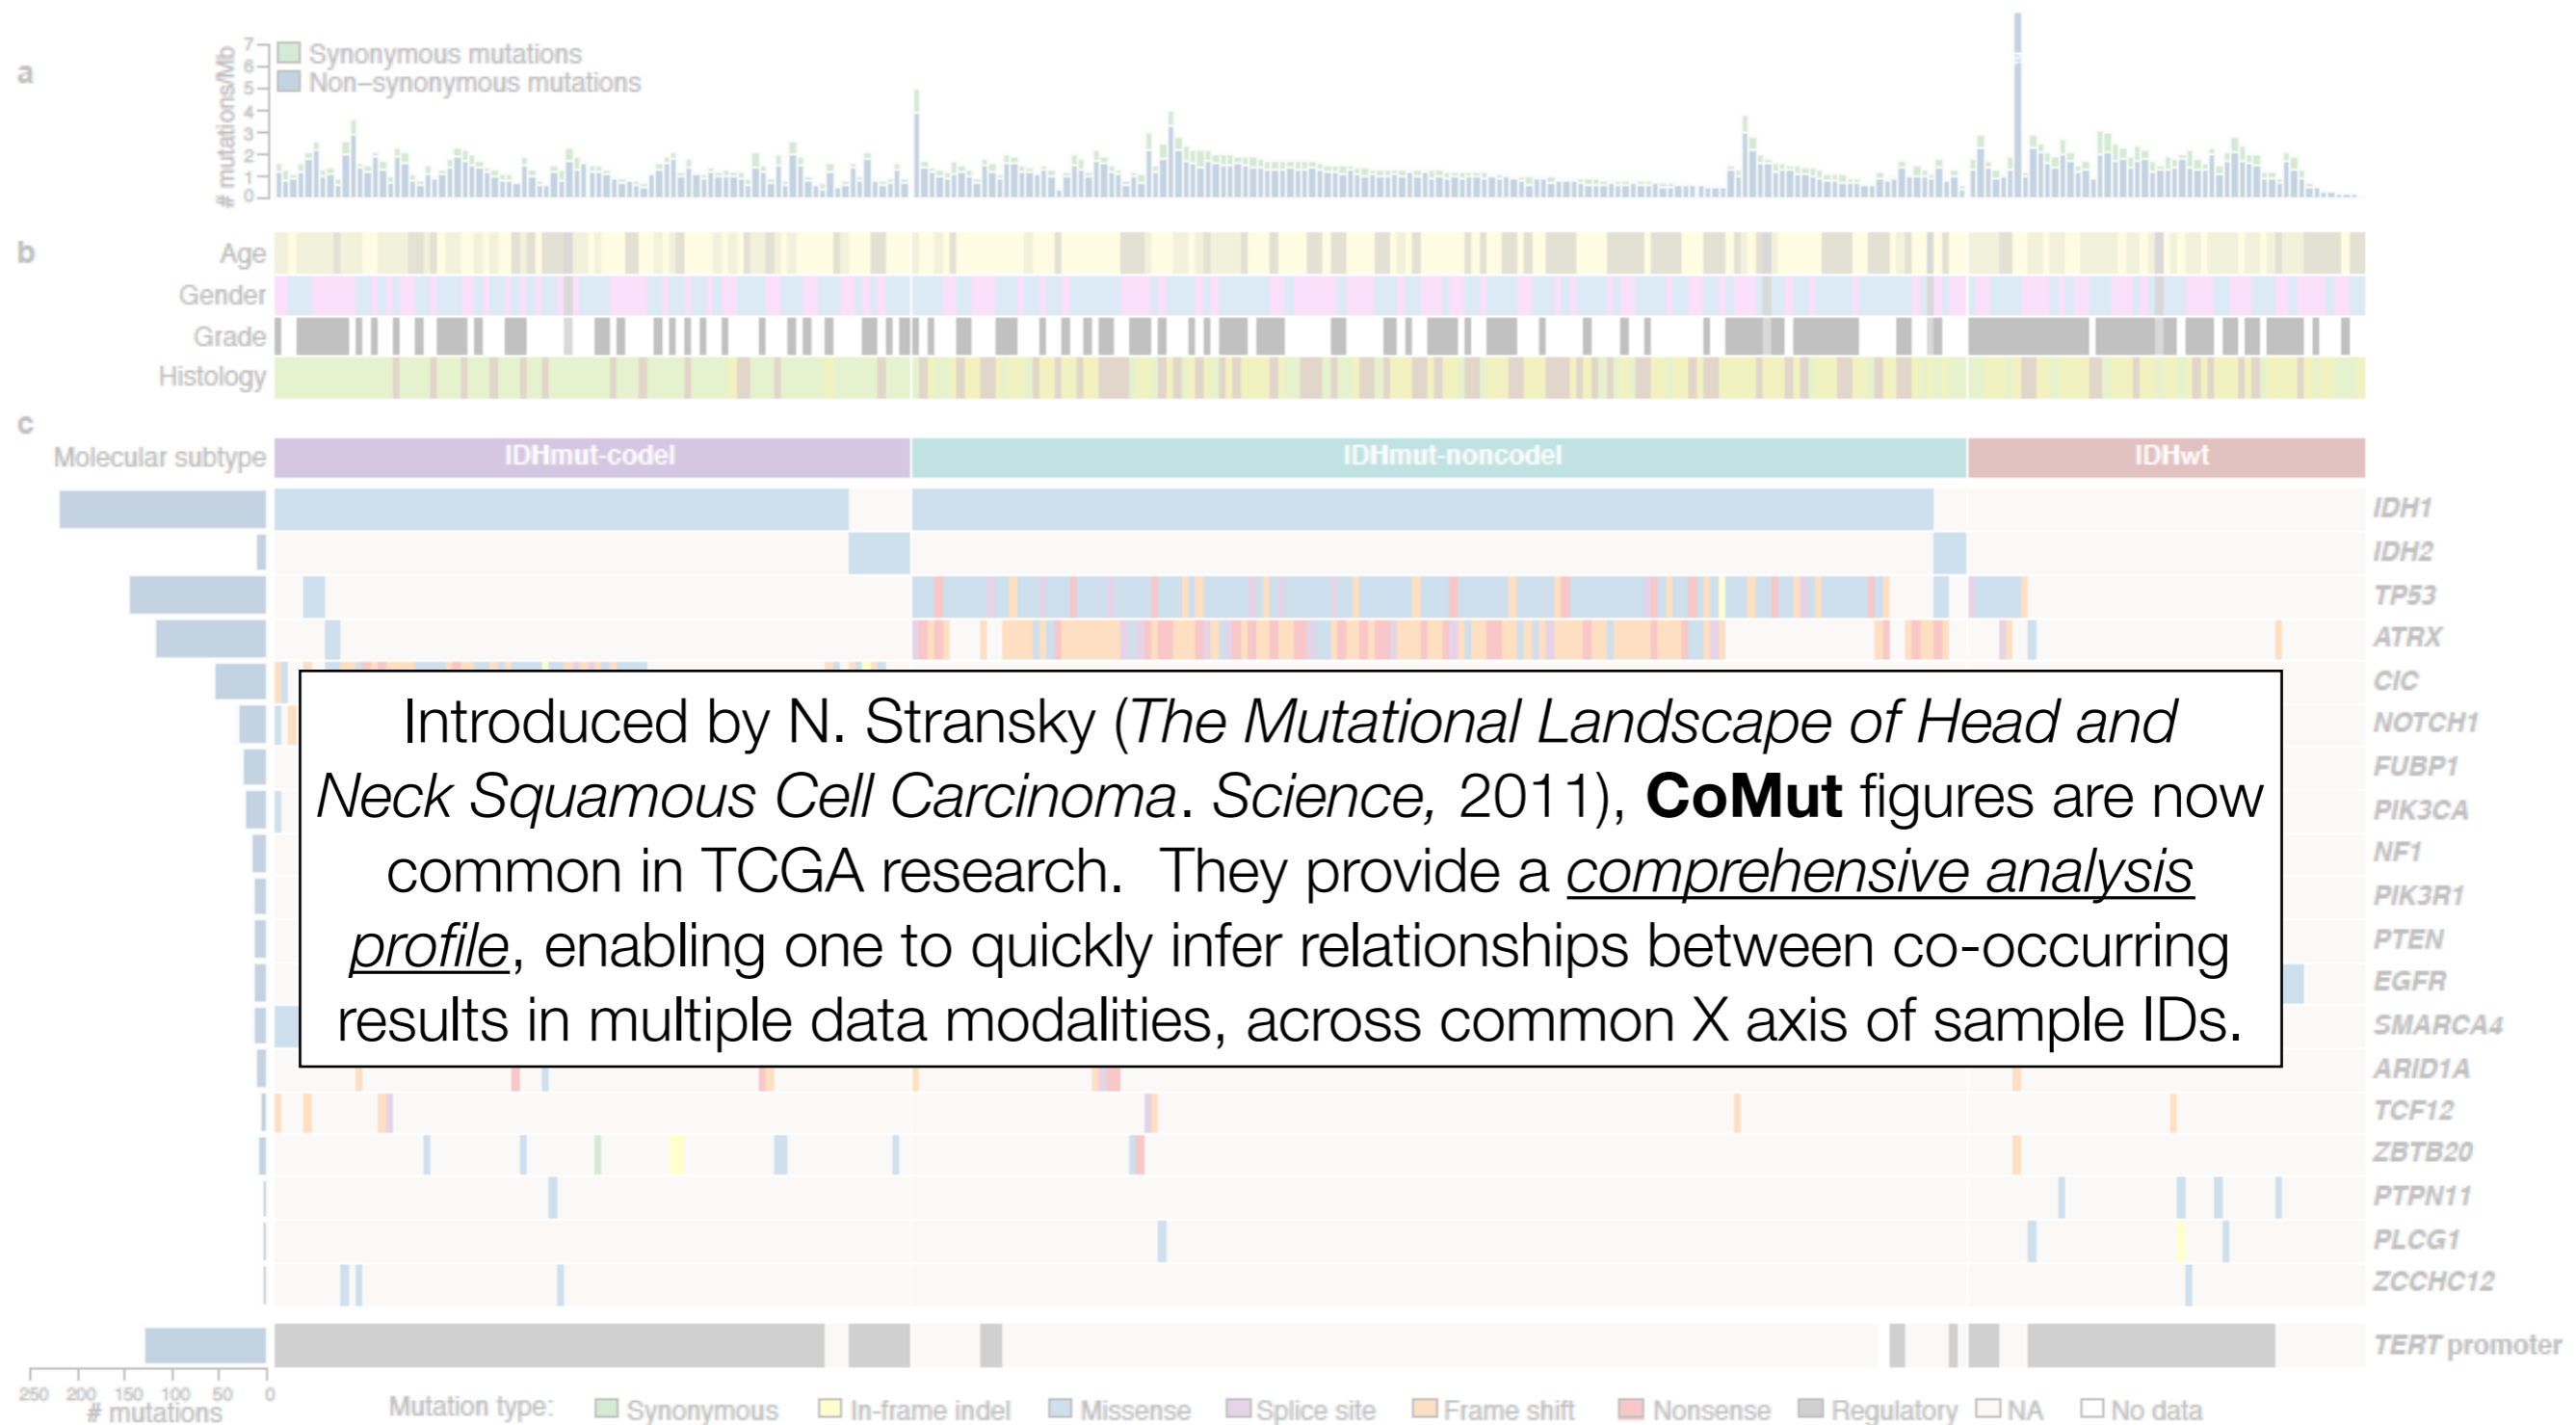 a
# mutations/Mb
7
6
5
4
3
2
1
0
Synonymous mutations
Non–synonymous mutations
b
Age
Gender
Grade
Histology
c
Molecular subtype
IDHmut-codel
IDHmut-noncodel
IDHwt
IDH1
IDH2
TP53
ATRX
CIC
NOTCH1
FUBP1
PIK3CA
NF1
PIK3R1
PTEN
EGFR
SMARCA4
ARID1A
TCF12
ZBTB20
PTPN11
PLCG1
ZCCHC12
TERT promoter
Introduced by N. Stransky (The Mutational Landscape of Head and
Neck Squamous Cell Carcinoma. Science, 2011), CoMut figures are now
common in TCGA research. They provide a comprehensive analysis
profile, enabling one to quickly infer relationships between co-occurring
results in multiple data modalities, across common X axis of sample IDs.
250 200 150 100 50 0
# mutations
Mutation type: Synonymous In-frame indel Missense Splice site Frame shift Nonsense Regulatory NA No data